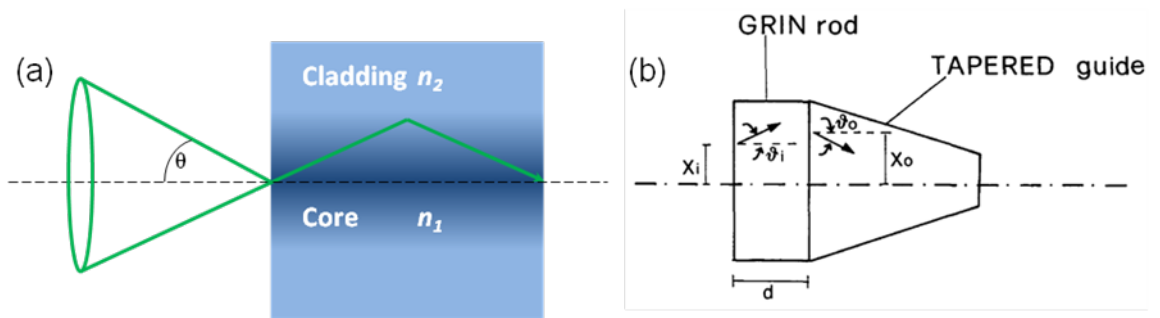 (a)
Cladding n2
θ
Core n1
(b)
GRIN rod
TAPERED guide
ϑo
ϑi
Xi
Xo
d